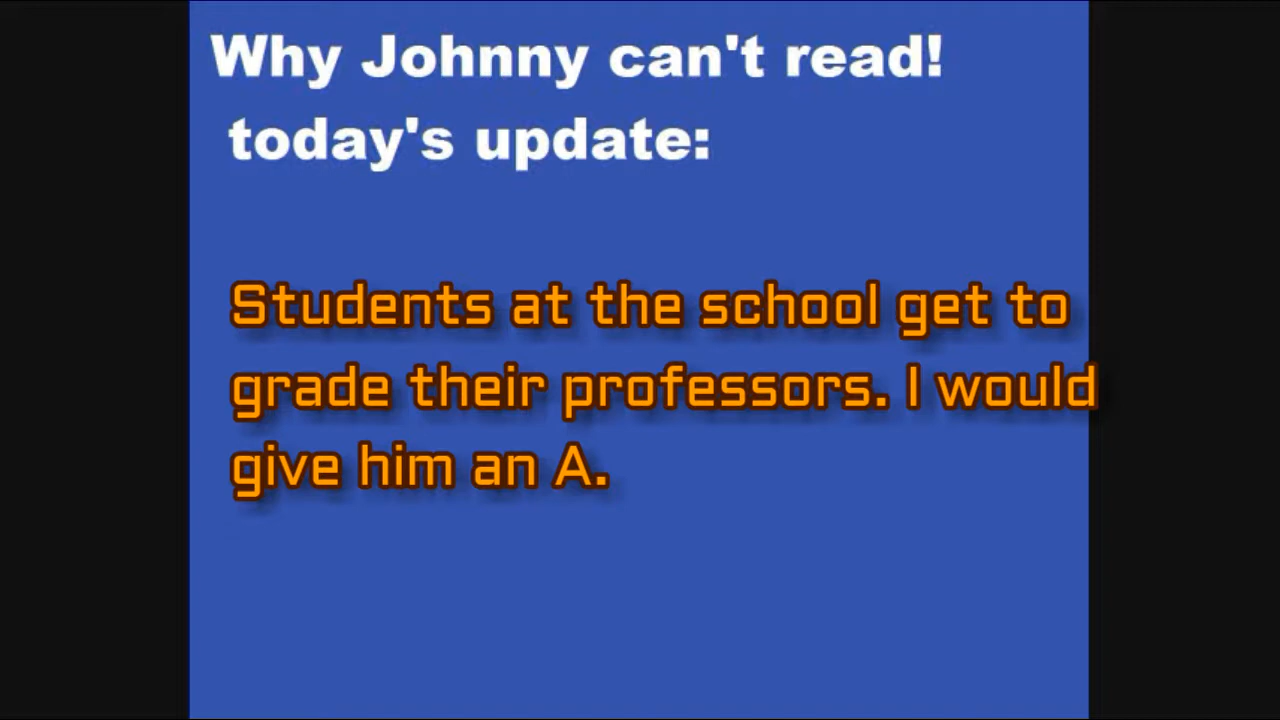 Why Johnny can't read!
today's update:
Students at the school get to
grade their professors. I would
give him an A.